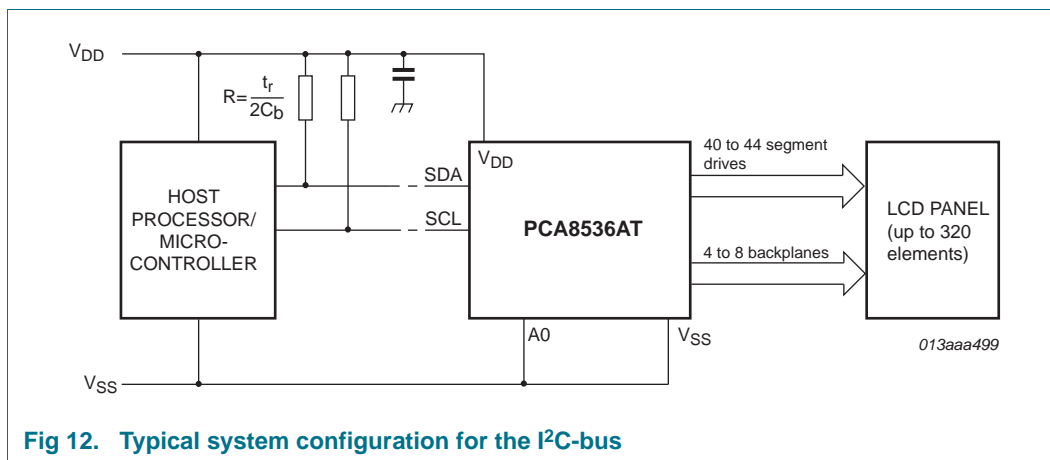 VDD
R=tr/2Cb
HOST
PROCESSOR/
MICRO-
CONTROLLER
SDA
SCL
VDD
PCA8536AT
A0
VSS
40 to 44 segment
drives
4 to 8 backplanes
LCD PANEL
(up to 320
elements)
013aaa499
VSS
Fig 12. Typical system configuration for the I²C-bus